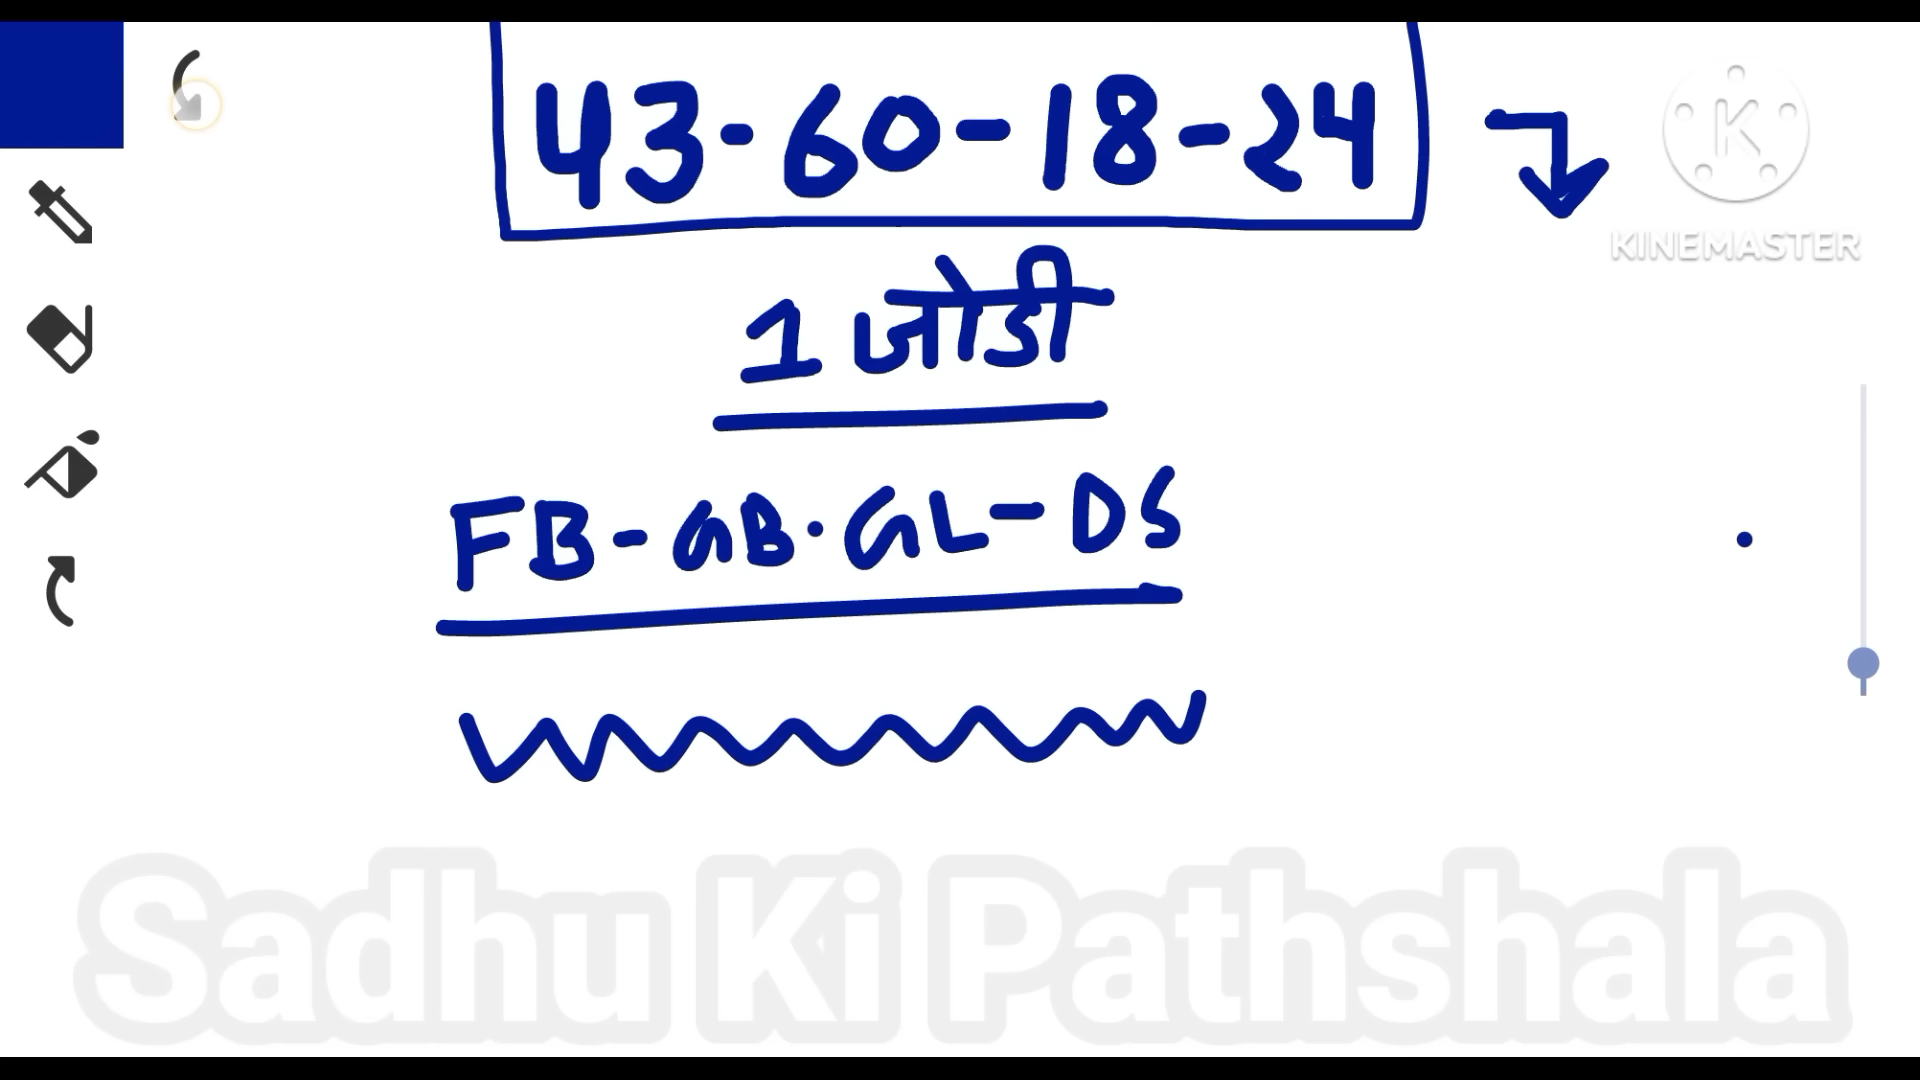 43-60-18-24
K
KINEMASTER
1 जोडी
FB-GB·GL-DS
Sadhu Ki Pathshala